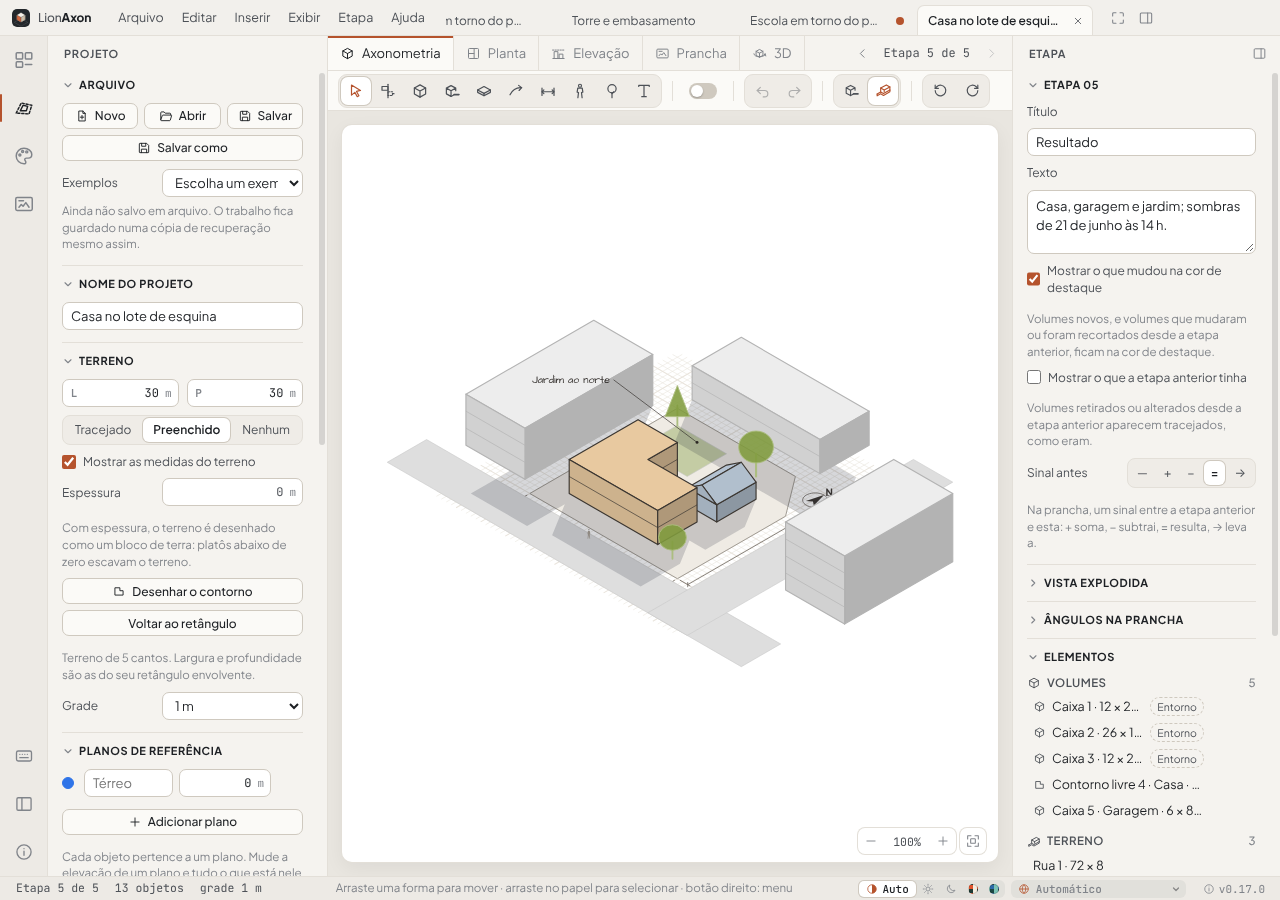 LionAxon
Arquivo Editar Inserir Exibir Etapa Ajuda
n torno do p…
Torre e embasamento
Escola em torno do p…
Casa no lote de esqui…
PROJETO
ARQUIVO
Novo
Abrir
Salvar
Salvar como
Exemplos
Escolha um exem
Ainda não salvo em arquivo. O trabalho fica
guardado numa cópia de recuperação
mesmo assim.
NOME DO PROJETO
Casa no lote de esquina
TERRENO
L 30 m
P 30 m
Tracejado Preenchido Nenhum
Mostrar as medidas do terreno
Espessura
0 m
Com espessura, o terreno é desenhado
como um bloco de terra: platôs abaixo de
zero escavam o terreno.
Desenhar o contorno
Voltar ao retângulo
Terreno de 5 cantos. Largura e profundidade
são as do seu retângulo envolvente.
Grade
1 m
PLANOS DE REFERÊNCIA
Térreo
0 m
Adicionar plano
Cada objeto pertence a um plano. Mude a
elevação de um plano e tudo o que está nele
Axonometria
Planta
Elevação
Prancha
3D
Etapa 5 de 5
Jardim ao norte
N
100%
ETAPA
ETAPA 05
Título
Resultado
Texto
Casa, garagem e jardim; sombras
de 21 de junho às 14 h.
Mostrar o que mudou na cor de
destaque
Volumes novos, e volumes que mudaram
ou foram recortados desde a etapa
anterior, ficam na cor de destaque.
Mostrar o que a etapa anterior tinha
Volumes retirados ou alterados desde a
etapa anterior aparecem tracejados,
como eram.
Sinal antes
— + − = →
Na prancha, um sinal entre a etapa anterior
e esta: + soma, − subtrai, = resulta, → leva
a.
VISTA EXPLODIDA
ÂNGULOS NA PRANCHA
ELEMENTOS
VOLUMES 5
Caixa 1 · 12 × 2… Entorno
Caixa 2 · 26 × 1… Entorno
Caixa 3 · 12 × 2… Entorno
Contorno livre 4 · Casa · …
Caixa 5 · Garagem · 6 × 8…
TERRENO 3
Rua 1 · 72 × 8
Etapa 5 de 5 13 objetos grade 1 m
Arraste uma forma para mover · arraste no papel para selecionar · botão direito: menu
Auto
Automático
v0.17.0